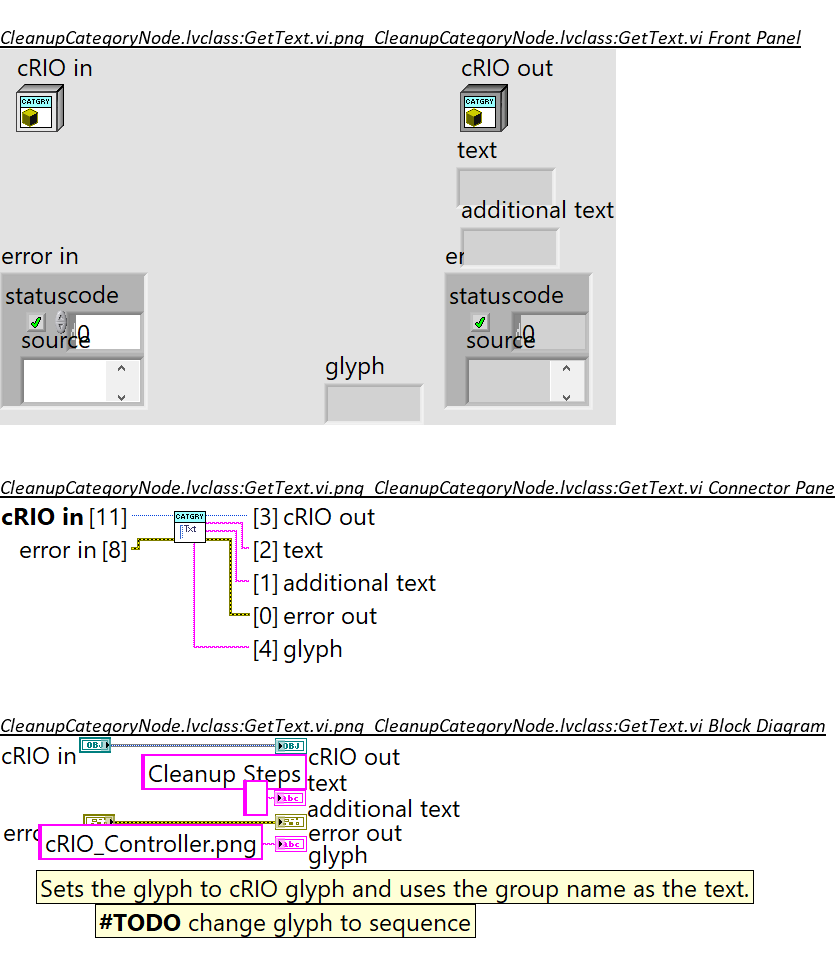 CleanupCategoryNode.lvclass:GetText.vi.png CleanupCategoryNode.lvclass:GetText.vi Front Panel
cRIO in
cRIO out
CATGRY
CATGRY
text
additional text
error in
er
status code
status code
0
0
source
source
glyph
CleanupCategoryNode.lvclass:GetText.vi.png CleanupCategoryNode.lvclass:GetText.vi Connector Pane
cRIO in [11]
CATGRY
Txt
[3] cRIO out
error in [8]
[2] text
[1] additional text
[0] error out
[4] glyph
CleanupCategoryNode.lvclass:GetText.vi.png CleanupCategoryNode.lvclass:GetText.vi Block Diagram
cRIO in
OBJ
OBJ
cRIO out
Cleanup Steps
text
abc
additional text
erro
error out
cRIO_Controller.png
abc
glyph
Sets the glyph to cRIO glyph and uses the group name as the text.
#TODO change glyph to sequence